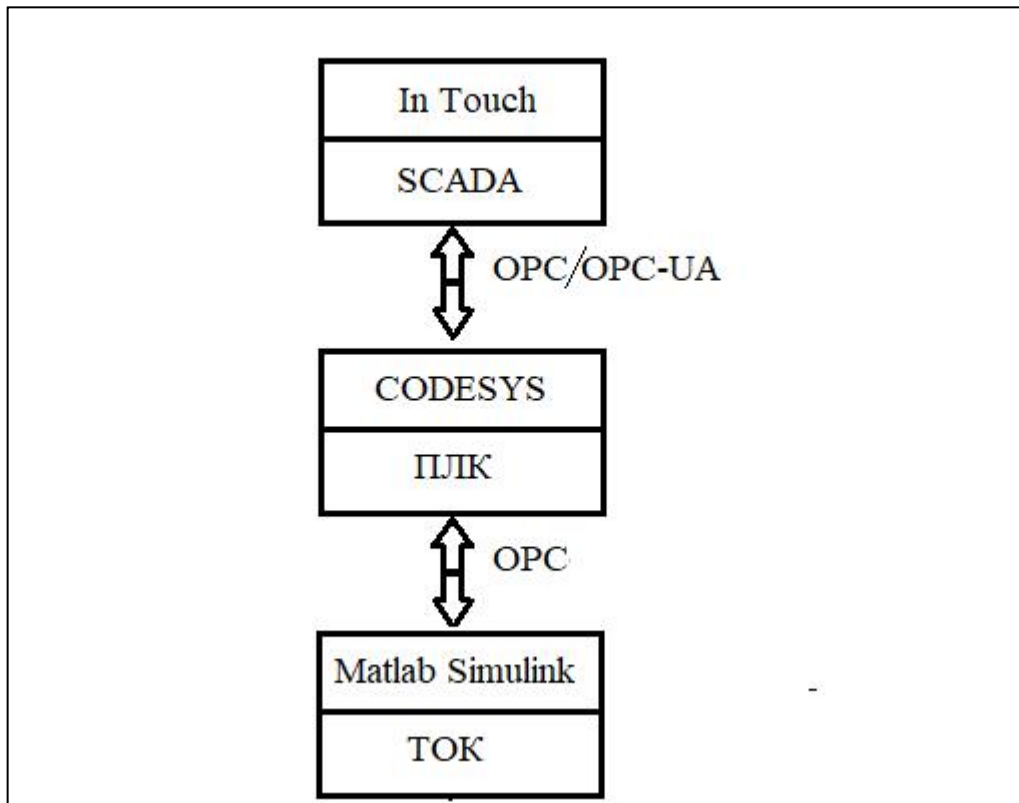 In Touch
SCADA
OPC/OPC-UA
CODESYS
ПЛК
OPC
Matlab Simulink
ТОК
-